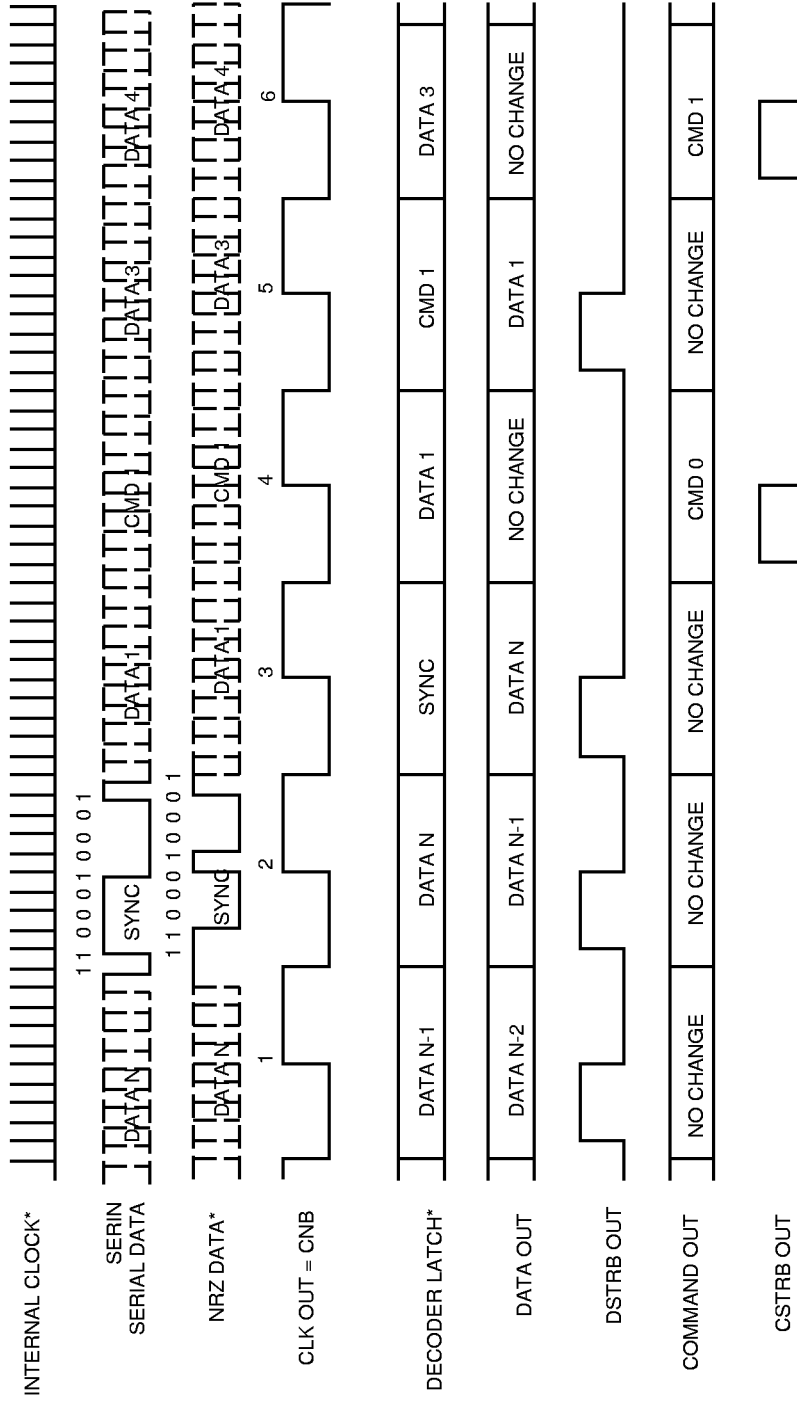 INTERNAL CLOCK*
1 1 0 0 0 1 0 0 0 1
SERIN
SERIAL DATA
DATA N
SYNC
DATA 1
CMD 1
DATA 3
DATA 4
1 1 0 0 0 1 0 0 0 1
NRZ DATA*
DATA N
SYNC
DATA 1
CMD 1
DATA 3
DATA 4
1
2
3
4
5
6
CLK OUT = CNB
DECODER LATCH*
DATA N-1
DATA N
SYNC
DATA 1
CMD 1
DATA 3
DATA OUT
DATA N-2
DATA N-1
DATA N
NO CHANGE
DATA 1
NO CHANGE
DSTRB OUT
COMMAND OUT
NO CHANGE
NO CHANGE
NO CHANGE
CMD 0
NO CHANGE
CMD 1
CSTRB OUT